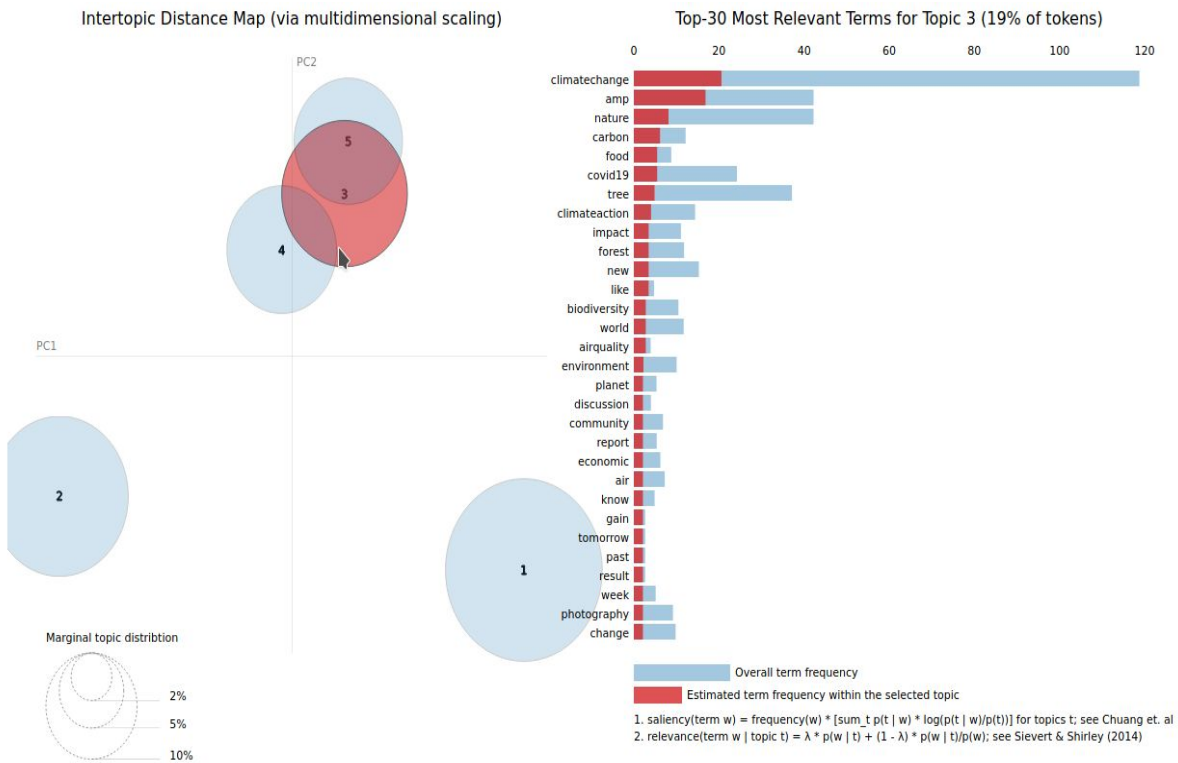 Intertopic Distance Map (via multidimensional scaling)
PC2
5
3
4
PC1
2
1
Marginal topic distribtion
2%
5%
10%
Top-30 Most Relevant Terms for Topic 3 (19% of tokens)
0 20 40 60 80 100 120
climatechange
amp
nature
carbon
food
covid19
tree
climateaction
impact
forest
new
like
biodiversity
world
airquality
environment
planet
discussion
community
report
economic
air
know
gain
tomorrow
past
result
week
photography
change
Overall term frequency
Estimated term frequency within the selected topic
1. saliency(term w) = frequency(w) * [sum_t p(t | w) * log(p(t | w)/p(t))] for topics t; see Chuang et. al
2. relevance(term w | topic t) = λ * p(w | t) + (1 - λ) * p(w | t)/p(w); see Sievert & Shirley (2014)